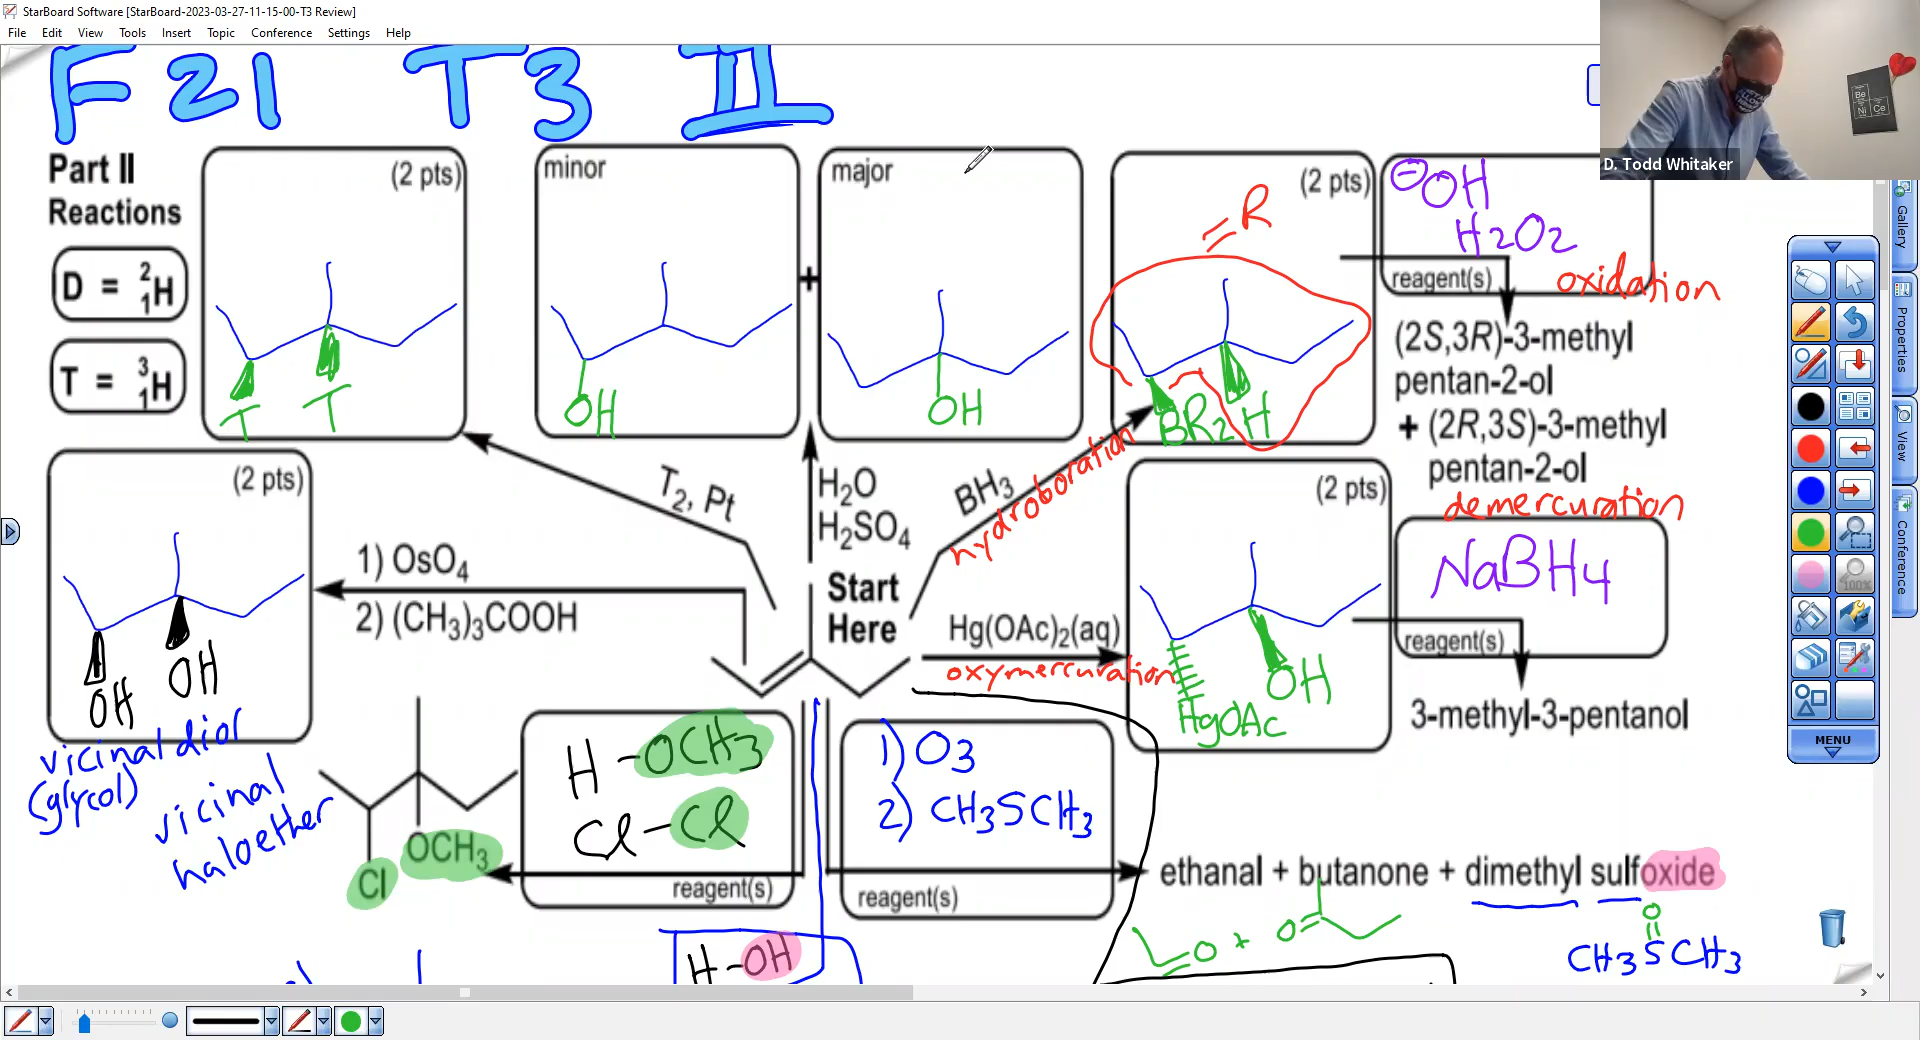 StarBoard Software [StarBoard-2023-03-27-11-15-00-T3 Review]
File Edit View Tools Insert Topic Conference Settings Help
F21 T3 II
D. Todd Whitaker
Be
Ni Ce
Part II
Reactions
D = ²₁H
T = ³₁H
(2 pts)
T T
minor
OH
+
major
OH
(2 pts)
=R
BR2 H
⊖OH
H2O2
reagent(s)
oxidation
(2S,3R)-3-methyl
pentan-2-ol
+ (2R,3S)-3-methyl
pentan-2-ol
demercuration
NaBH4
reagent(s)
3-methyl-3-pentanol
T₂, Pt
H₂O
H₂SO₄
BH₃
hydroboration
Start
Here
Hg(OAc)₂(aq)
oxymercuration
(2 pts)
OH
HgOAc
(2 pts)
OH OH
1) OsO₄
2) (CH₃)₃COOH
vicinal diol
(glycol)
vicinal
haloether
Cl
OCH₃
H-OCH3
Cl-Cl
reagent(s)
1) O3
2) CH3SCH3
reagent(s)
ethanal + butanone + dimethyl sulfoxide
O + O
O
CH3SCH3
H-OH
Gallery
Properties
View
Conference
100%
MENU